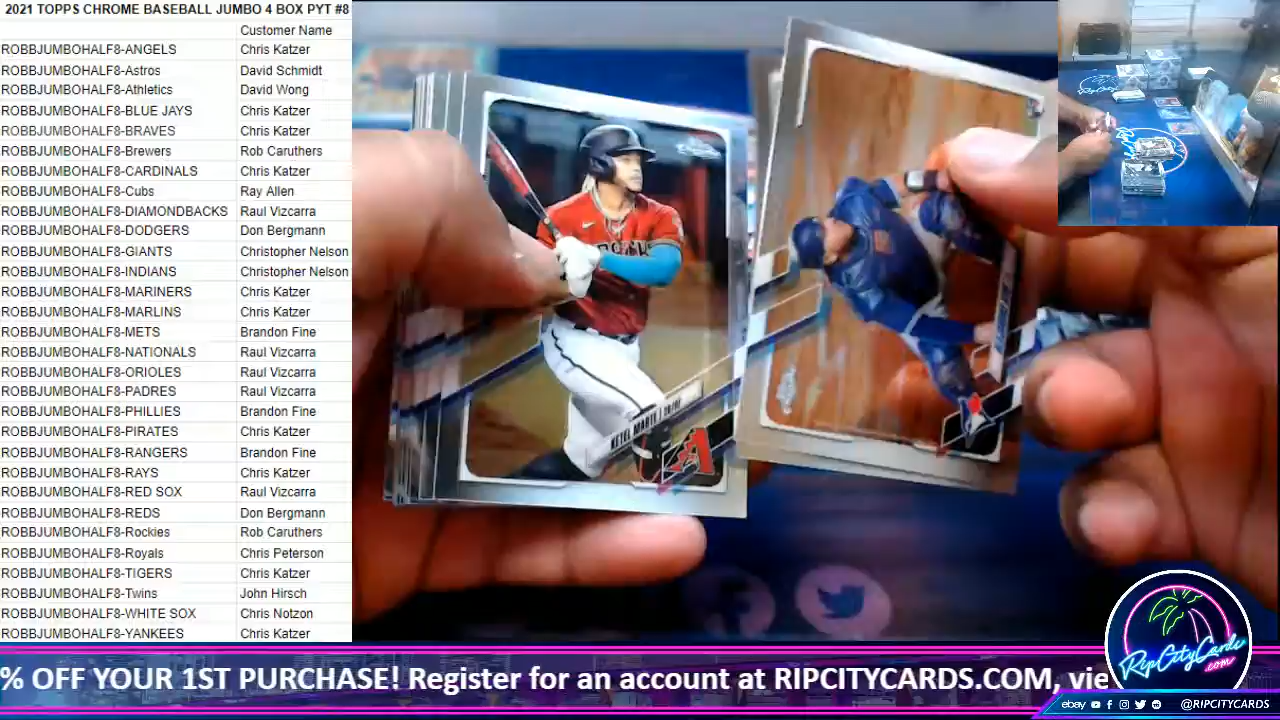 2021 TOPPS CHROME BASEBALL JUMBO 4 BOX PYT #8
Customer Name
ROBBJUMBOHALF8-ANGELS Chris Katzer
ROBBJUMBOHALF8-Astros David Schmidt
ROBBJUMBOHALF8-Athletics David Wong
ROBBJUMBOHALF8-BLUE JAYS Chris Katzer
ROBBJUMBOHALF8-BRAVES Chris Katzer
ROBBJUMBOHALF8-Brewers Rob Caruthers
ROBBJUMBOHALF8-CARDINALS Chris Katzer
ROBBJUMBOHALF8-Cubs Ray Allen
ROBBJUMBOHALF8-DIAMONDBACKS Raul Vizcarra
ROBBJUMBOHALF8-DODGERS Don Bergmann
ROBBJUMBOHALF8-GIANTS Christopher Nelson
ROBBJUMBOHALF8-INDIANS Christopher Nelson
ROBBJUMBOHALF8-MARINERS Chris Katzer
ROBBJUMBOHALF8-MARLINS Chris Katzer
ROBBJUMBOHALF8-METS Brandon Fine
ROBBJUMBOHALF8-NATIONALS Raul Vizcarra
ROBBJUMBOHALF8-ORIOLES Raul Vizcarra
ROBBJUMBOHALF8-PADRES Raul Vizcarra
ROBBJUMBOHALF8-PHILLIES Brandon Fine
ROBBJUMBOHALF8-PIRATES Chris Katzer
ROBBJUMBOHALF8-RANGERS Brandon Fine
ROBBJUMBOHALF8-RAYS Chris Katzer
ROBBJUMBOHALF8-RED SOX Raul Vizcarra
ROBBJUMBOHALF8-REDS Don Bergmann
ROBBJUMBOHALF8-Rockies Rob Caruthers
ROBBJUMBOHALF8-Royals Chris Peterson
ROBBJUMBOHALF8-TIGERS Chris Katzer
ROBBJUMBOHALF8-Twins John Hirsch
ROBBJUMBOHALF8-WHITE SOX Chris Notzon
ROBBJUMBOHALF8-YANKEES Chris Katzer
KETEL MARTE
% OFF YOUR 1ST PURCHASE! Register for an account at RIPCITYCARDS.COM, vie
RipCityCards
.com
ebay @RIPCITYCARDS